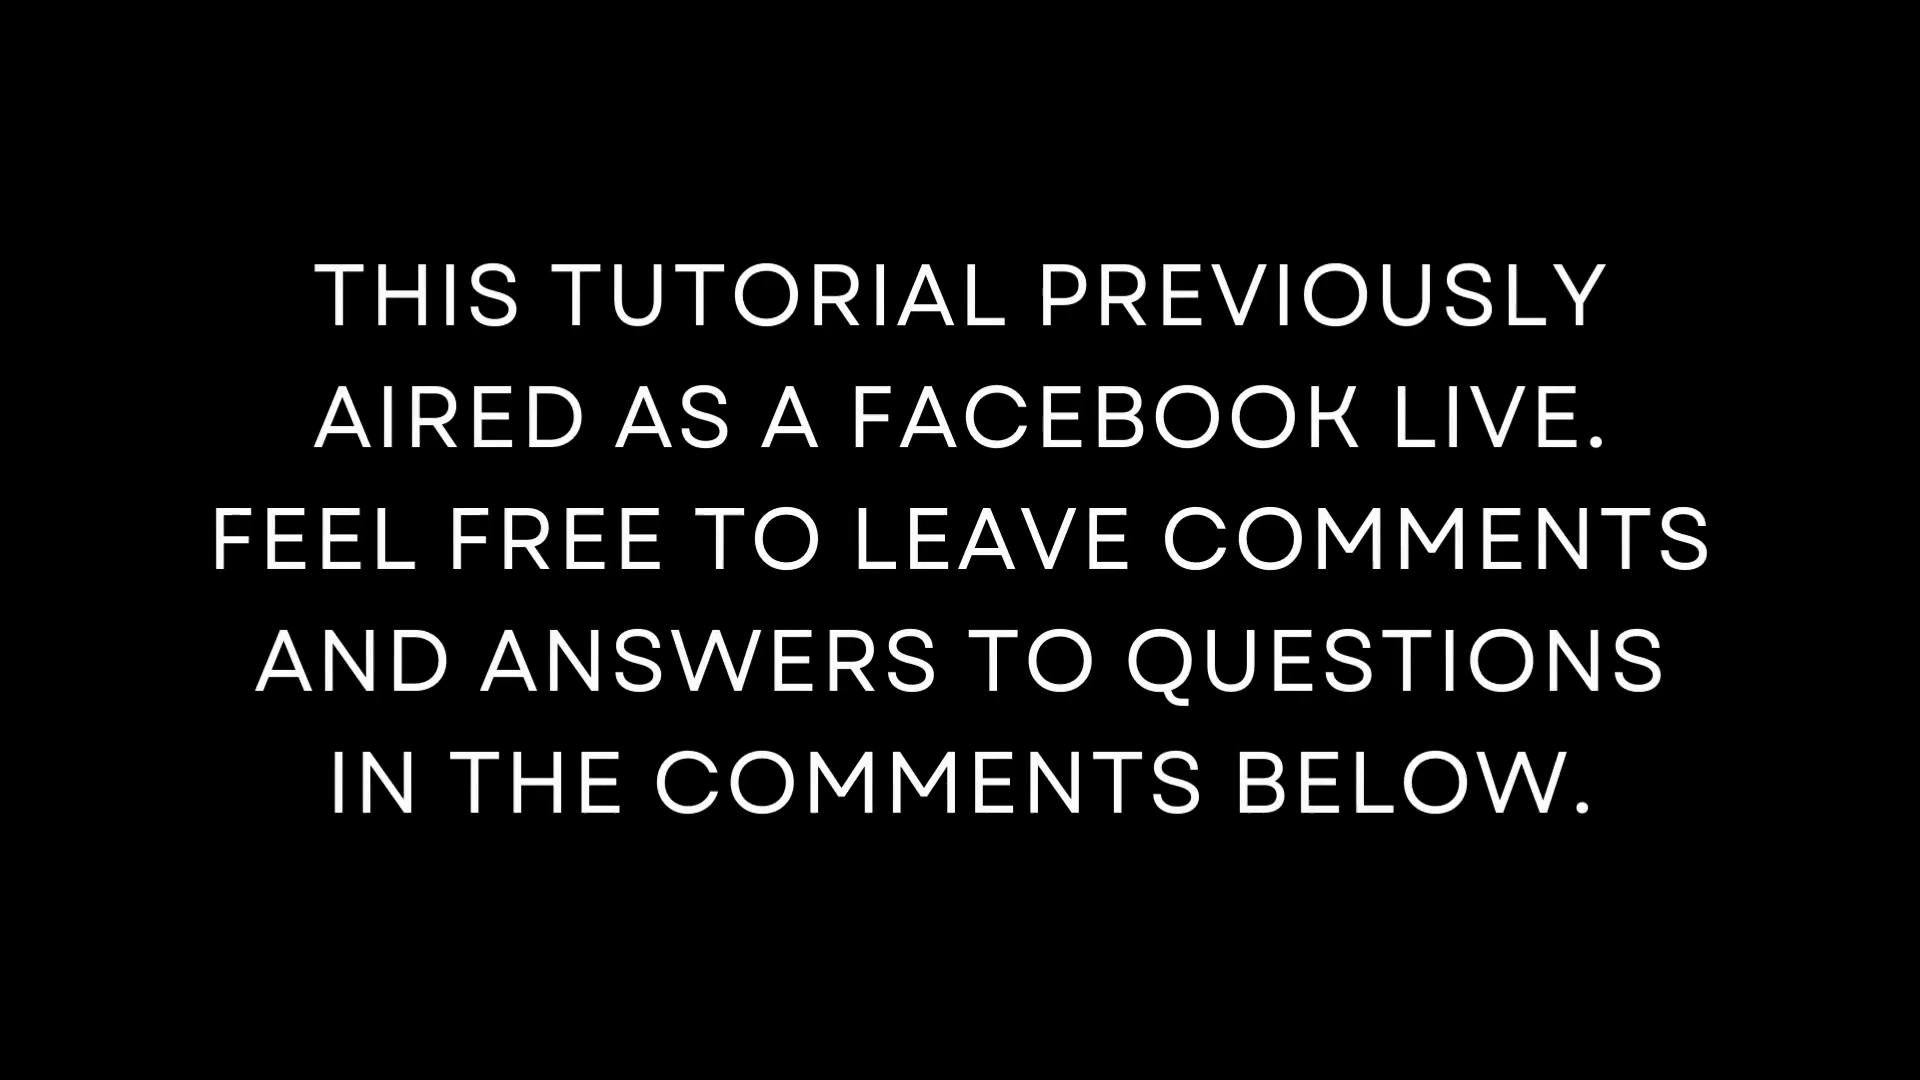 THIS TUTORIAL PREVIOUSLY
AIRED AS A FACEBOOK LIVE.
FEEL FREE TO LEAVE COMMENTS
AND ANSWERS TO QUESTIONS
IN THE COMMENTS BELOW.